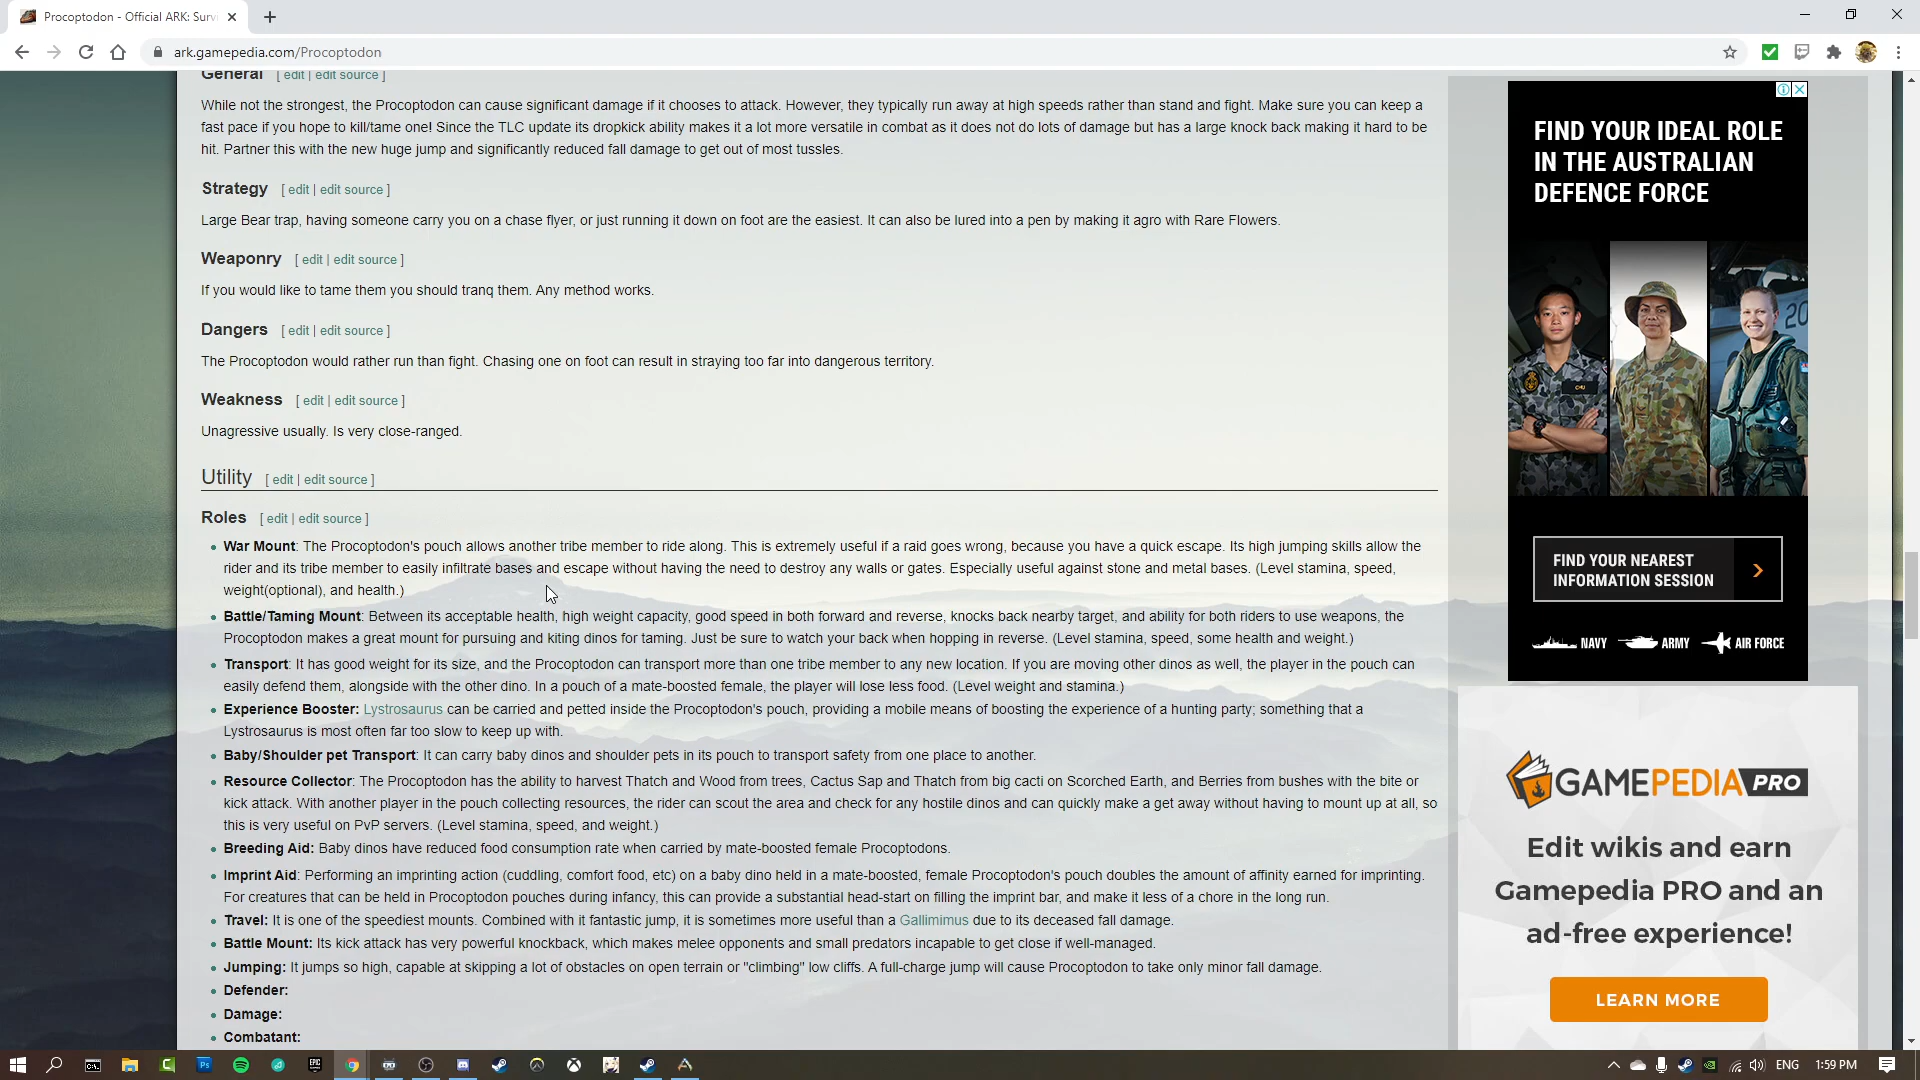 Procoptodon - Official ARK: Surv
ark.gamepedia.com/Procoptodon
General [ edit | edit source ]
While not the strongest, the Procoptodon can cause significant damage if it chooses to attack. However, they typically run away at high speeds rather than stand and fight. Make sure you can keep a
fast pace if you hope to kill/tame one! Since the TLC update its dropkick ability makes it a lot more versatile in combat as it does not do lots of damage but has a large knock back making it hard to be
hit. Partner this with the new huge jump and significantly reduced fall damage to get out of most tussles.
Strategy [ edit | edit source ]
Large Bear trap, having someone carry you on a chase flyer, or just running it down on foot are the easiest. It can also be lured into a pen by making it agro with Rare Flowers.
Weaponry [ edit | edit source ]
If you would like to tame them you should tranq them. Any method works.
Dangers [ edit | edit source ]
The Procoptodon would rather run than fight. Chasing one on foot can result in straying too far into dangerous territory.
Weakness [ edit | edit source ]
Unagressive usually. Is very close-ranged.
Utility [ edit | edit source ]
Roles [ edit | edit source ]
• War Mount: The Procoptodon's pouch allows another tribe member to ride along. This is extremely useful if a raid goes wrong, because you have a quick escape. Its high jumping skills allow the
rider and its tribe member to easily infiltrate bases and escape without having the need to destroy any walls or gates. Especially useful against stone and metal bases. (Level stamina, speed,
weight(optional), and health.)
• Battle/Taming Mount: Between its acceptable health, high weight capacity, good speed in both forward and reverse, knocks back nearby target, and ability for both riders to use weapons, the
Procoptodon makes a great mount for pursuing and kiting dinos for taming. Just be sure to watch your back when hopping in reverse. (Level stamina, speed, some health and weight.)
• Transport: It has good weight for its size, and the Procoptodon can transport more than one tribe member to any new location. If you are moving other dinos as well, the player in the pouch can
easily defend them, alongside with the other dino. In a pouch of a mate-boosted female, the player will lose less food. (Level weight and stamina.)
• Experience Booster: Lystrosaurus can be carried and petted inside the Procoptodon's pouch, providing a mobile means of boosting the experience of a hunting party; something that a
Lystrosaurus is most often far too slow to keep up with.
• Baby/Shoulder pet Transport: It can carry baby dinos and shoulder pets in its pouch to transport safety from one place to another.
• Resource Collector: The Procoptodon has the ability to harvest Thatch and Wood from trees, Cactus Sap and Thatch from big cacti on Scorched Earth, and Berries from bushes with the bite or
kick attack. With another player in the pouch collecting resources, the rider can scout the area and check for any hostile dinos and can quickly make a get away without having to mount up at all, so
this is very useful on PvP servers. (Level stamina, speed, and weight.)
• Breeding Aid: Baby dinos have reduced food consumption rate when carried by mate-boosted female Procoptodons.
• Imprint Aid: Performing an imprinting action (cuddling, comfort food, etc) on a baby dino held in a mate-boosted, female Procoptodon's pouch doubles the amount of affinity earned for imprinting.
For creatures that can be held in Procoptodon pouches during infancy, this can provide a substantial head-start on filling the imprint bar, and make it less of a chore in the long run.
• Travel: It is one of the speediest mounts. Combined with it fantastic jump, it is sometimes more useful than a Gallimimus due to its deceased fall damage.
• Battle Mount: Its kick attack has very powerful knockback, which makes melee opponents and small predators incapable to get close if well-managed.
• Jumping: It jumps so high, capable at skipping a lot of obstacles on open terrain or "climbing" low cliffs. A full-charge jump will cause Procoptodon to take only minor fall damage.
• Defender:
• Damage:
• Combatant:
FIND YOUR IDEAL ROLE
IN THE AUSTRALIAN
DEFENCE FORCE
CHU
20
FIND YOUR NEAREST
INFORMATION SESSION
NAVY ARMY AIR FORCE
GAMEPEDIA PRO
Edit wikis and earn
Gamepedia PRO and an
ad-free experience!
LEARN MORE
Ps
EPIC
ENG
1:59 PM